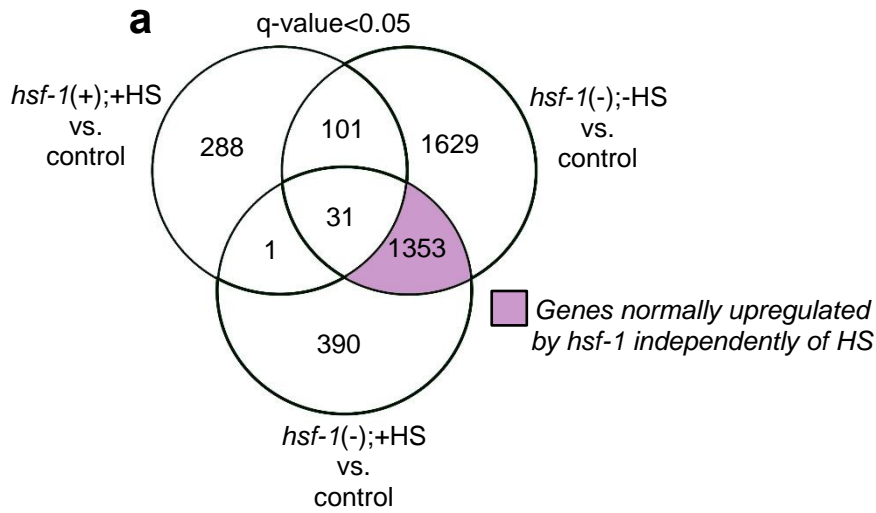 a
q-value<0.05
hsf-1(+);+HS
vs.
control
hsf-1(-);-HS
vs.
control
288
101
1629
31
1
1353
390
Genes normally upregulated
by hsf-1 independently of HS
hsf-1(-);+HS
vs.
control